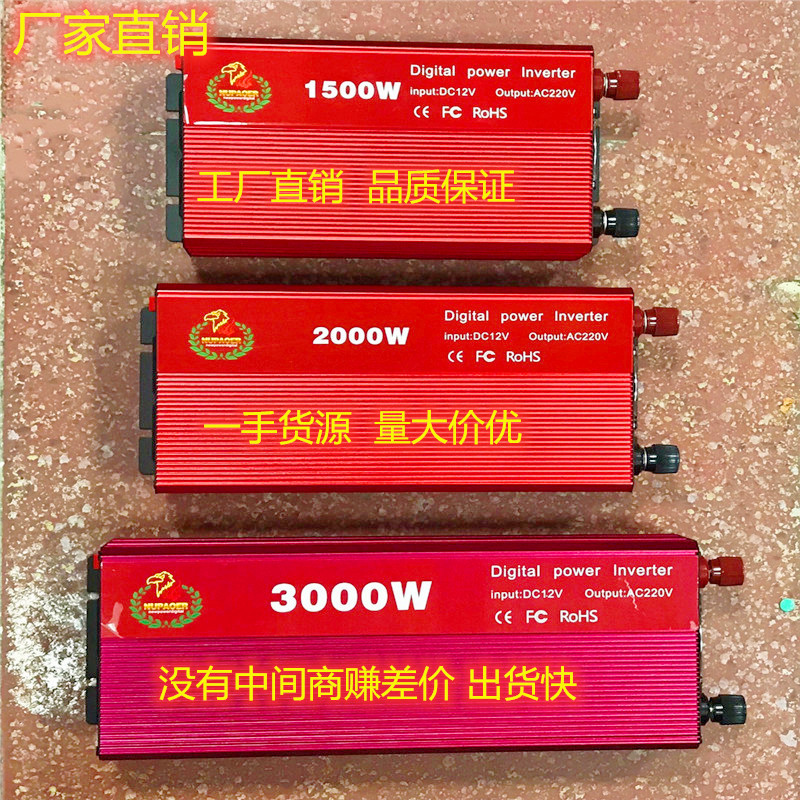 厂家直销
NUPAOER
1500W
Digital power Inverter
input:DC12V Output:AC220V
CE FC RoHS
工厂直销 品质保证
NUPAOER
2000W
Digital power Inverter
input:DC12V Output:AC220V
CE FC RoHS
一手货源 量大价优
NUPAOER
3000W
Digital power Inverter
input:DC12V Output:AC220V
CE FC RoHS
没有中间商赚差价 出货快